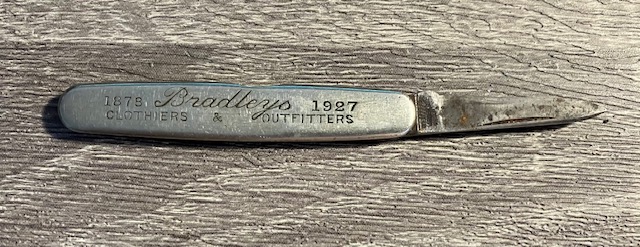 1879 Bradleys 1927
CLOTHIERS & OUTFITTERS